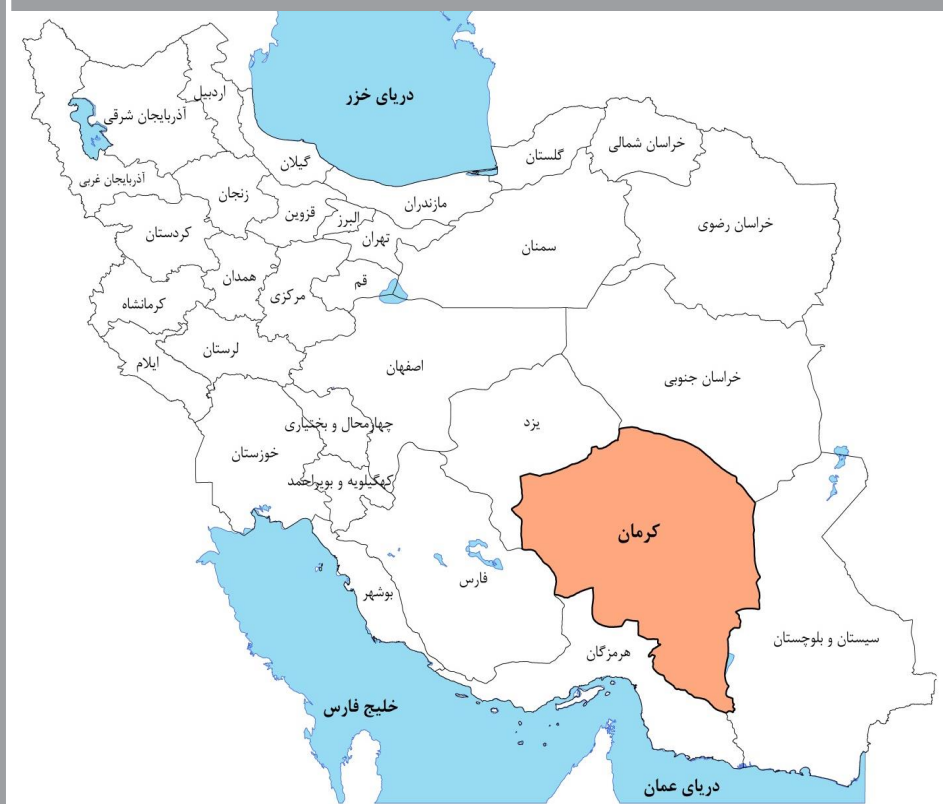 دریای خزر
اردبیل
آذربایجان شرقی
آذربایجان غربی
گیلان
گلستان
خراسان شمالی
خراسان رضوی
مازندران
زنجان
قزوین
البرز
تهران
سمنان
کردستان
همدان
مرکزی
قم
کرمانشاه
لرستان
ایلام
اصفهان
خراسان جنوبی
یزد
چهارمحال و بختیاری
خوزستان
کهگیلویه و بویراحمد
کرمان
فارس
بوشهر
سیستان و بلوچستان
هرمزگان
خلیج فارس
دریای عمان